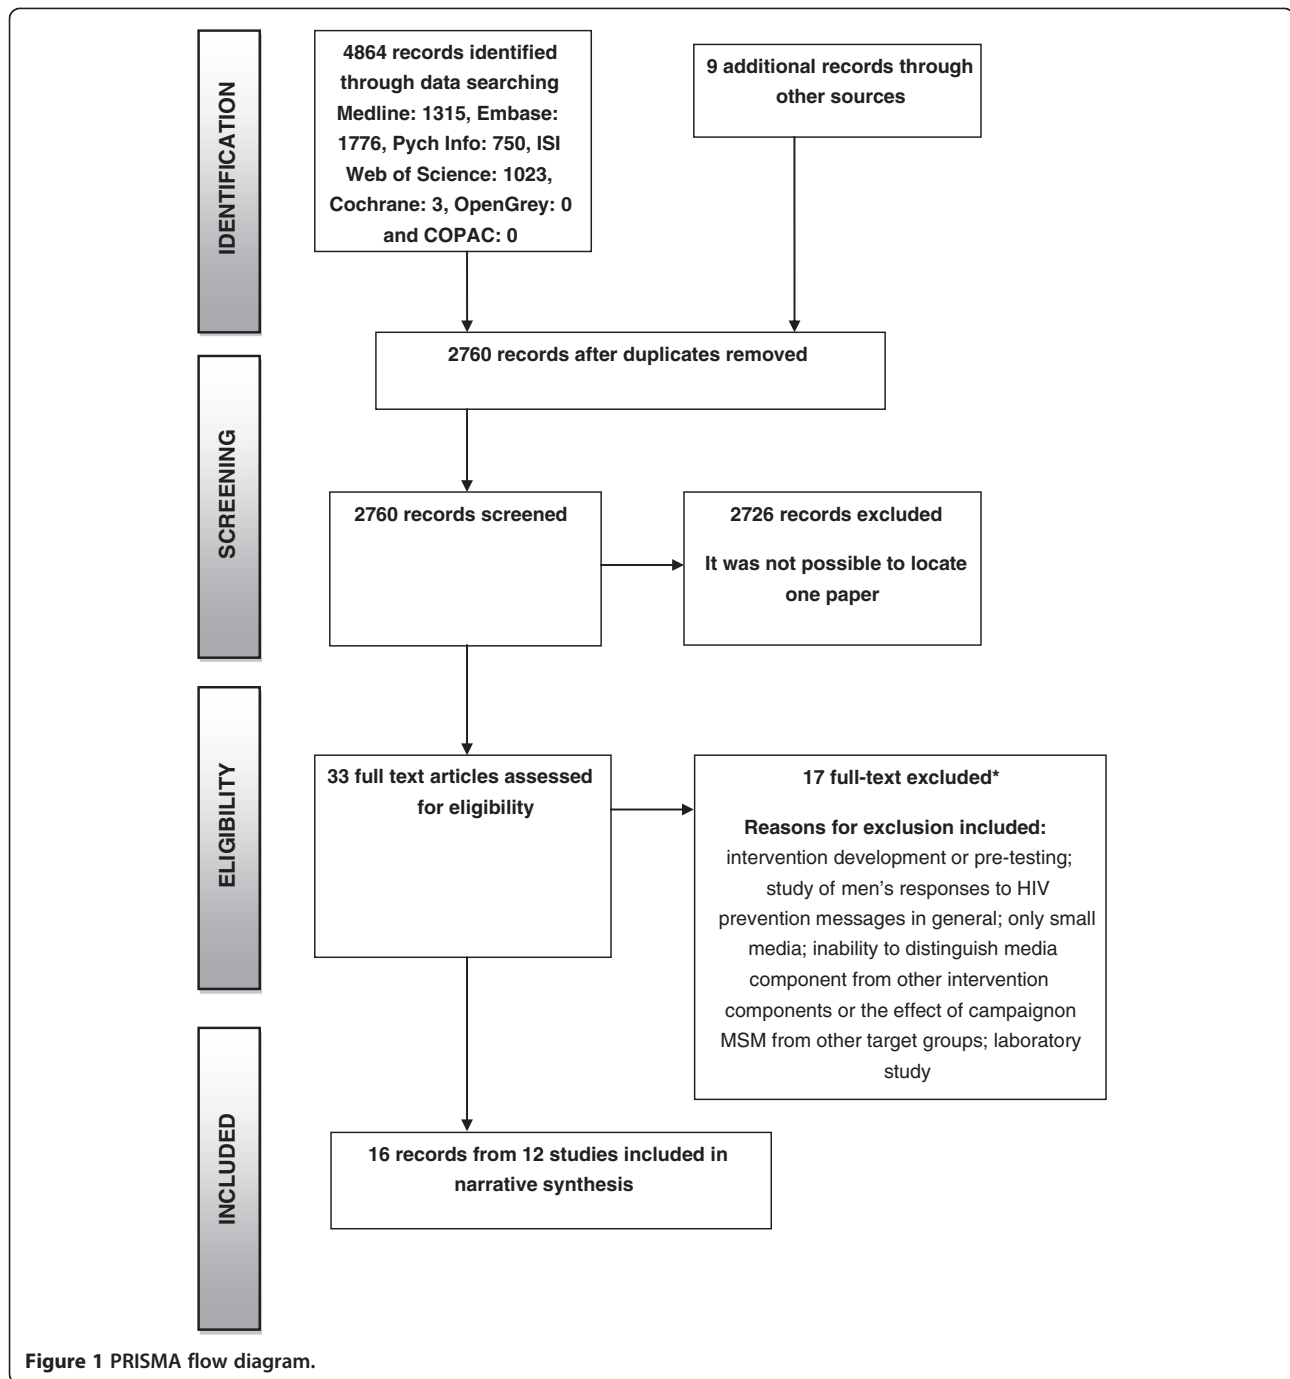 IDENTIFICATION
4864 records identified
through data searching
Medline: 1315, Embase:
1776, Pych Info: 750, ISI
Web of Science: 1023,
Cochrane: 3, OpenGrey: 0
and COPAC: 0
9 additional records through
other sources
2760 records after duplicates removed
SCREENING
2760 records screened
2726 records excluded
It was not possible to locate
one paper
ELIGIBILITY
33 full text articles assessed
for eligibility
17 full-text excluded*
Reasons for exclusion included:
intervention development or pre-testing;
study of men’s responses to HIV
prevention messages in general; only small
media; inability to distinguish media
component from other intervention
components or the effect of campaignon
MSM from other target groups; laboratory
study
INCLUDED
16 records from 12 studies included in
narrative synthesis
Figure 1 PRISMA flow diagram.